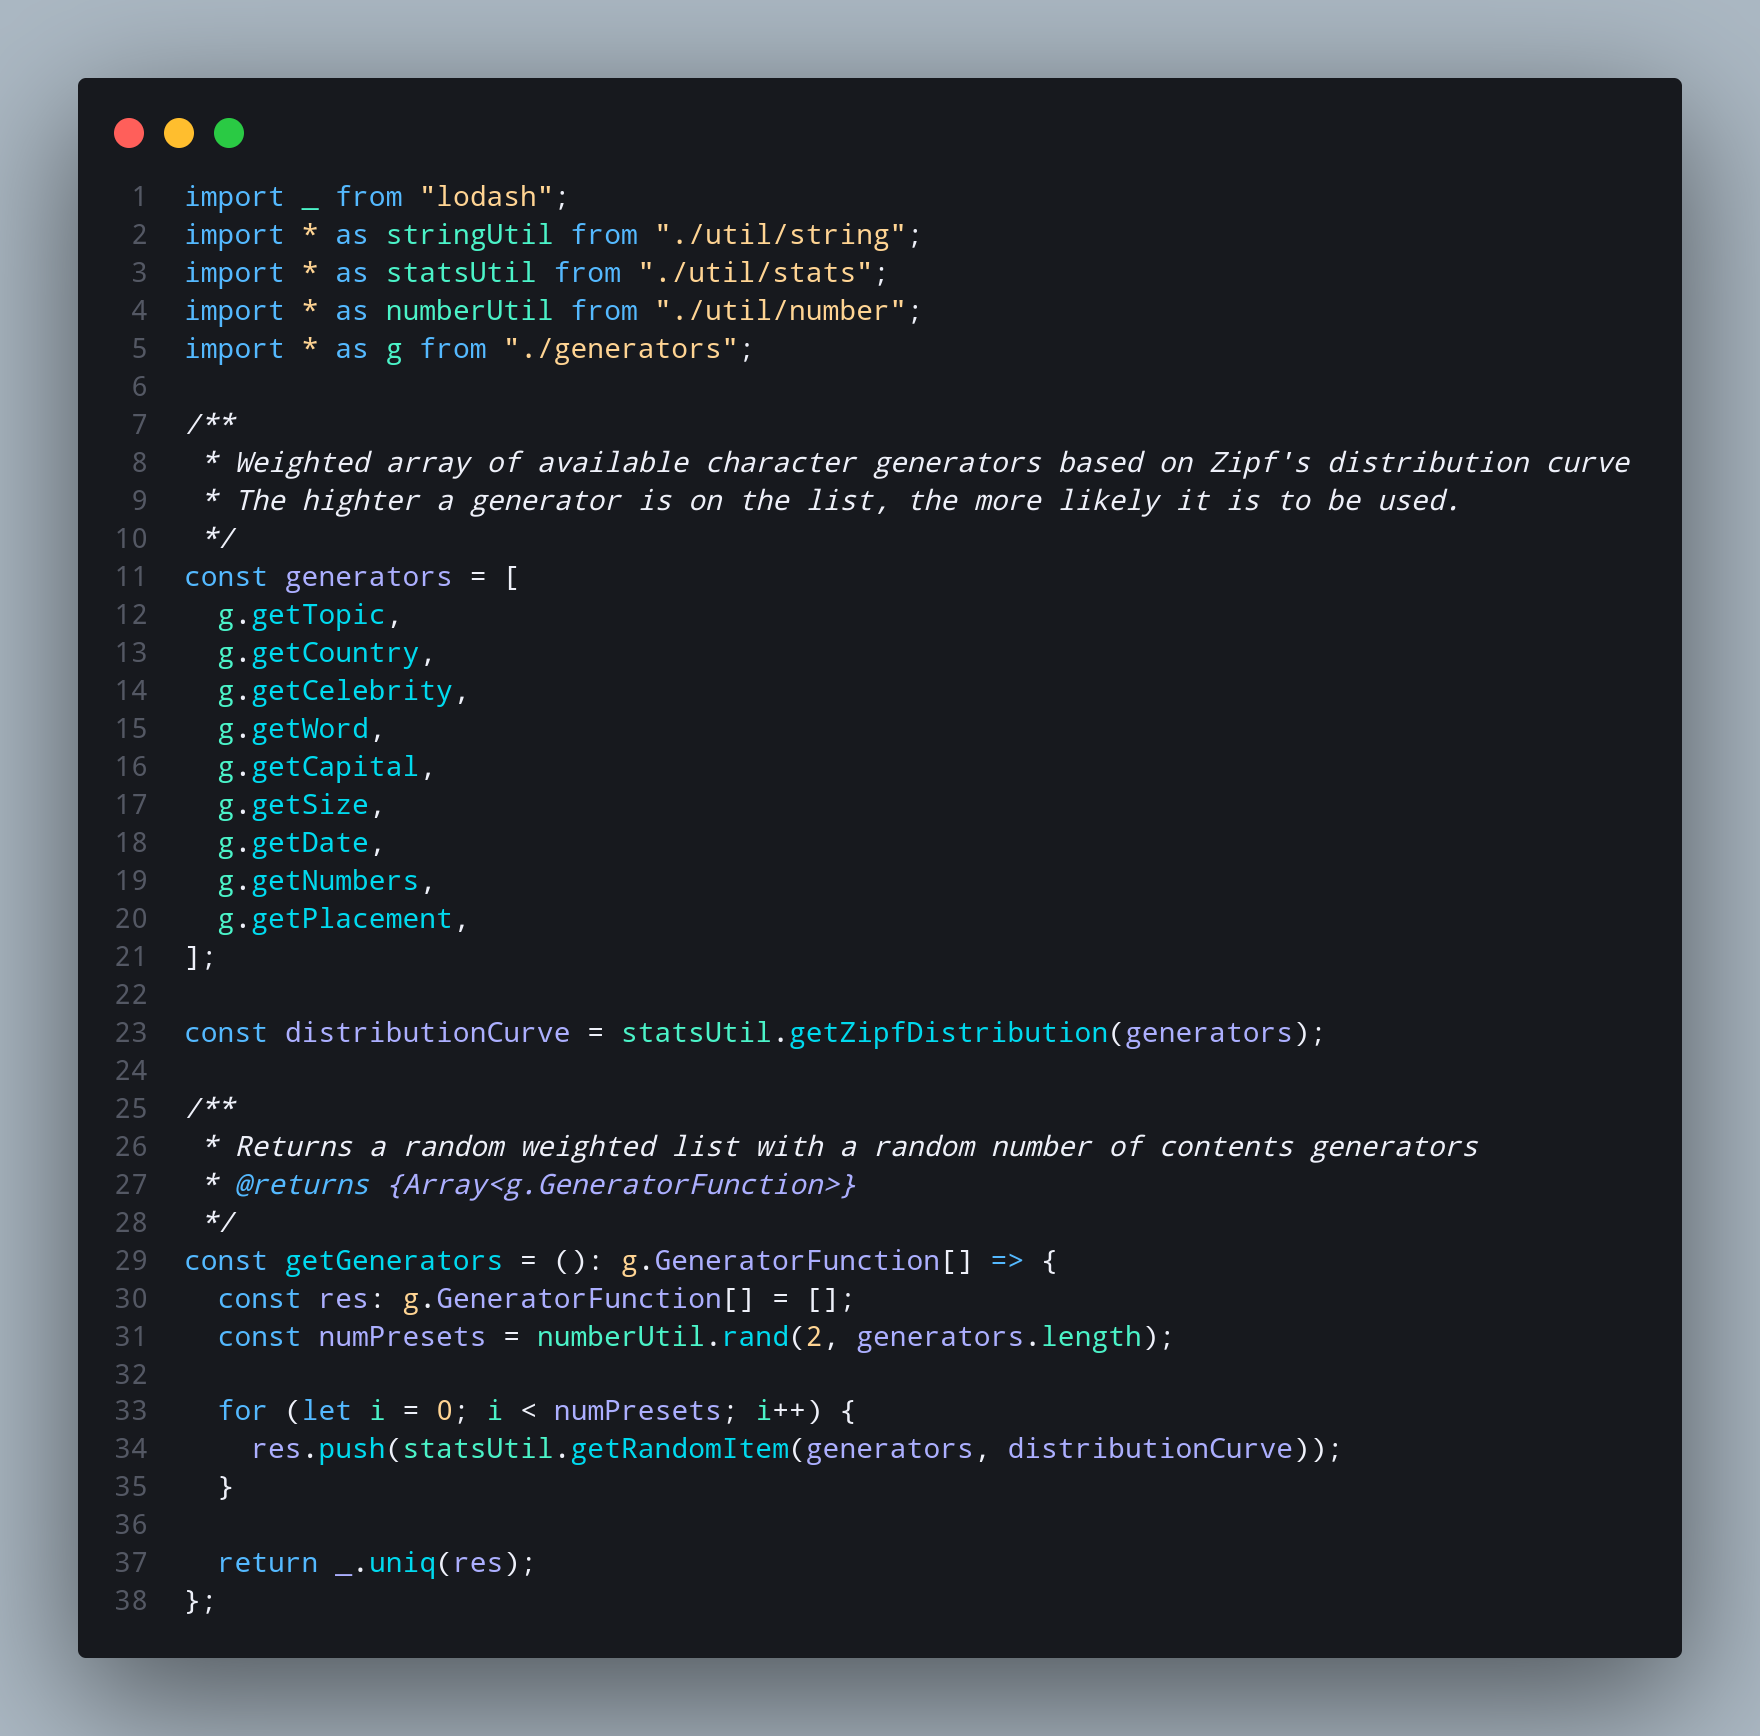 1 import _ from "lodash";
2 import * as stringUtil from "./util/string";
3 import * as statsUtil from "./util/stats";
4 import * as numberUtil from "./util/number";
5 import * as g from "./generators";
6
7 /**
8  * Weighted array of available character generators based on Zipf's distribution curve
9  * The highter a generator is on the list, the more likely it is to be used.
10  */
11 const generators = [
12   g.getTopic,
13   g.getCountry,
14   g.getCelebrity,
15   g.getWord,
16   g.getCapital,
17   g.getSize,
18   g.getDate,
19   g.getNumbers,
20   g.getPlacement,
21 ];
22
23 const distributionCurve = statsUtil.getZipfDistribution(generators);
24
25 /**
26  * Returns a random weighted list with a random number of contents generators
27  * @returns {Array<g.GeneratorFunction>}
28  */
29 const getGenerators = (): g.GeneratorFunction[] => {
30   const res: g.GeneratorFunction[] = [];
31   const numPresets = numberUtil.rand(2, generators.length);
32
33   for (let i = 0; i < numPresets; i++) {
34     res.push(statsUtil.getRandomItem(generators, distributionCurve));
35   }
36
37   return _.uniq(res);
38 };